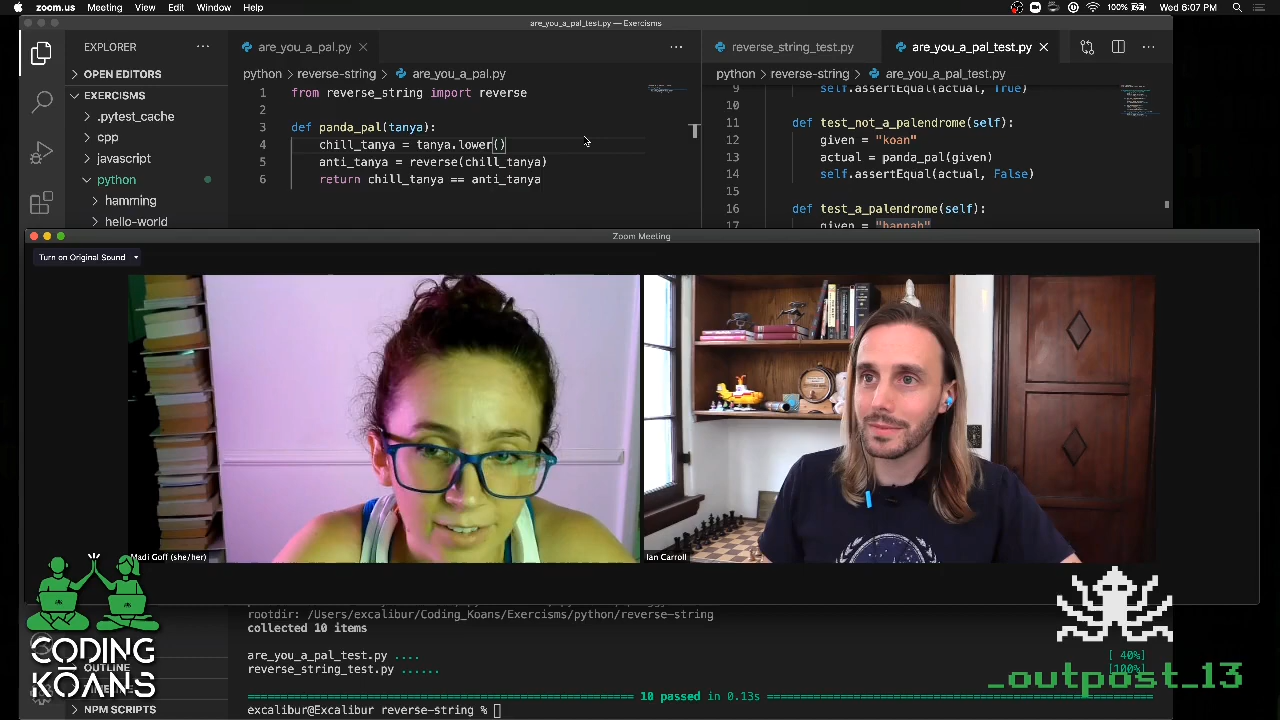 zoom.us Meeting View Edit Window Help 100% Wed 6:07 PM
are_you_a_pal_test.py — Exercisms
EXPLORER
OPEN EDITORS
EXERCISMS
.pytest_cache
cpp
javascript
python
hamming
hello-world
are_you_a_pal.py
python > reverse-string > are_you_a_pal.py
1 from reverse_string import reverse
2
3 def panda_pal(tanya):
4 chill_tanya = tanya.lower()
5 anti_tanya = reverse(chill_tanya)
6 return chill_tanya == anti_tanya
reverse_string_test.py are_you_a_pal_test.py
python > reverse-string > are_you_a_pal_test.py
9 self.assertEqual(actual, True)
10
11 def test_not_a_palendrome(self):
12 given = "koan"
13 actual = panda_pal(given)
14 self.assertEqual(actual, False)
15
16 def test_a_palendrome(self):
17 given = "hannah"
Zoom Meeting
Turn on Original Sound
Madi Goff (she/her)
Ian Carroll
rootdir: /Users/excalibur/Coding_Koans/Exercisms/python/reverse-string
collected 10 items
are_you_a_pal_test.py .... [ 40%]
reverse_string_test.py ...... [100%]
10 passed in 0.13s
excalibur@Excalibur reverse-string %
OUTLINE
NPM SCRIPTS
CODING
KOANS
_outpost_13